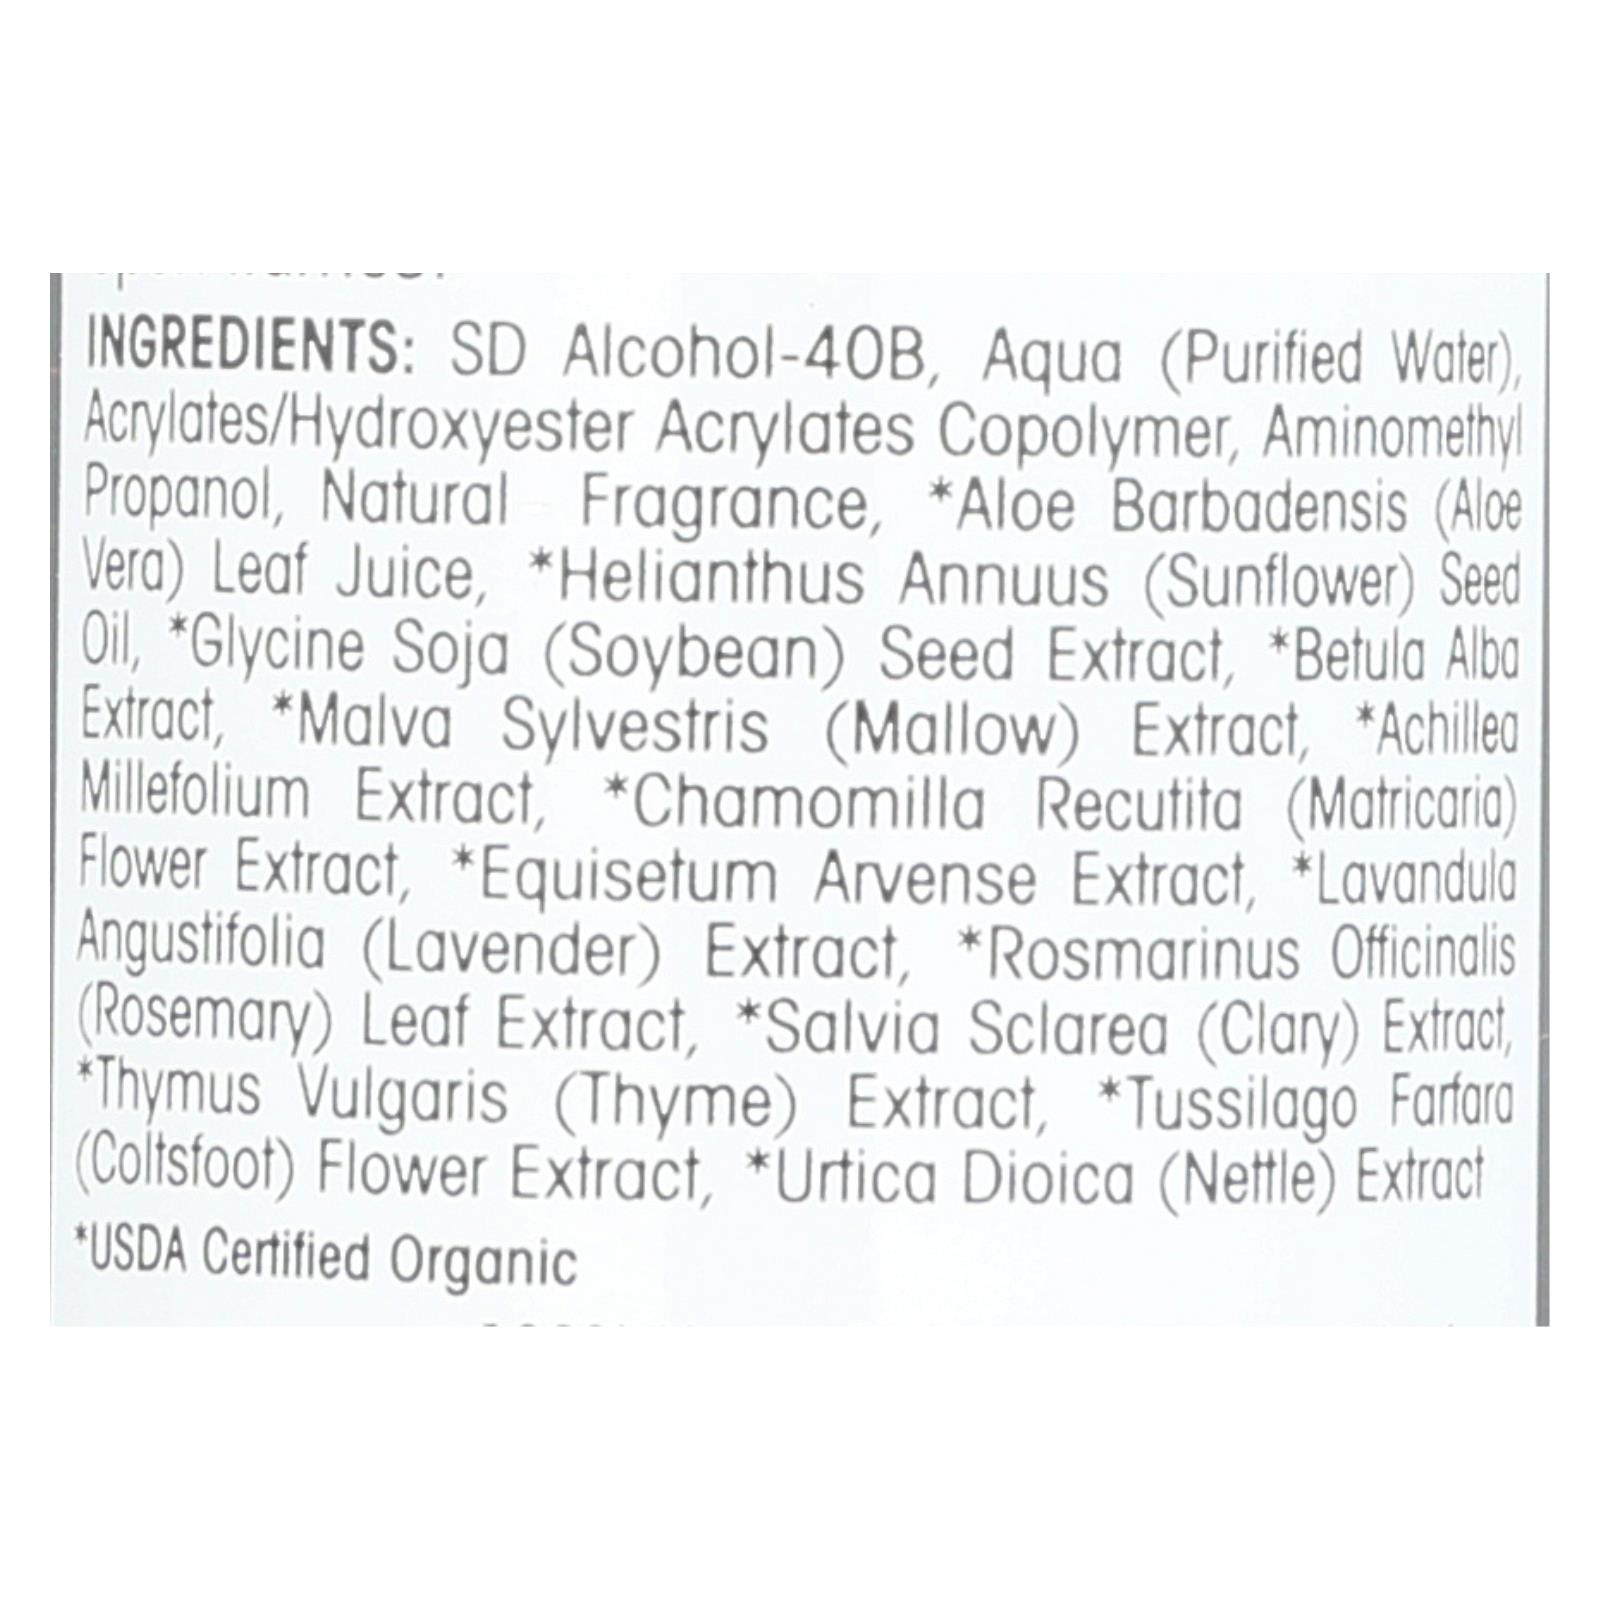 INGREDIENTS: SD Alcohol-40B, Aqua (Purified Water),
Acrylates/Hydroxyester Acrylates Copolymer, Aminomethyl
Propanol, Natural Fragrance, *Aloe Barbadensis (Aloe
Vera) Leaf Juice, *Helianthus Annuus (Sunflower) Seed
Oil, *Glycine Soja (Soybean) Seed Extract, *Betula Alba
Extract, *Malva Sylvestris (Mallow) Extract, *Achillea
Millefolium Extract, *Chamomilla Recutita (Matricaria)
Flower Extract, *Equisetum Arvense Extract, *Lavandula
Angustifolia (Lavender) Extract, *Rosmarinus Officinalis
(Rosemary) Leaf Extract, *Salvia Sclarea (Clary) Extract,
*Thymus Vulgaris (Thyme) Extract, *Tussilago Farfara
(Coltsfoot) Flower Extract, *Urtica Dioica (Nettle) Extract
*USDA Certified Organic